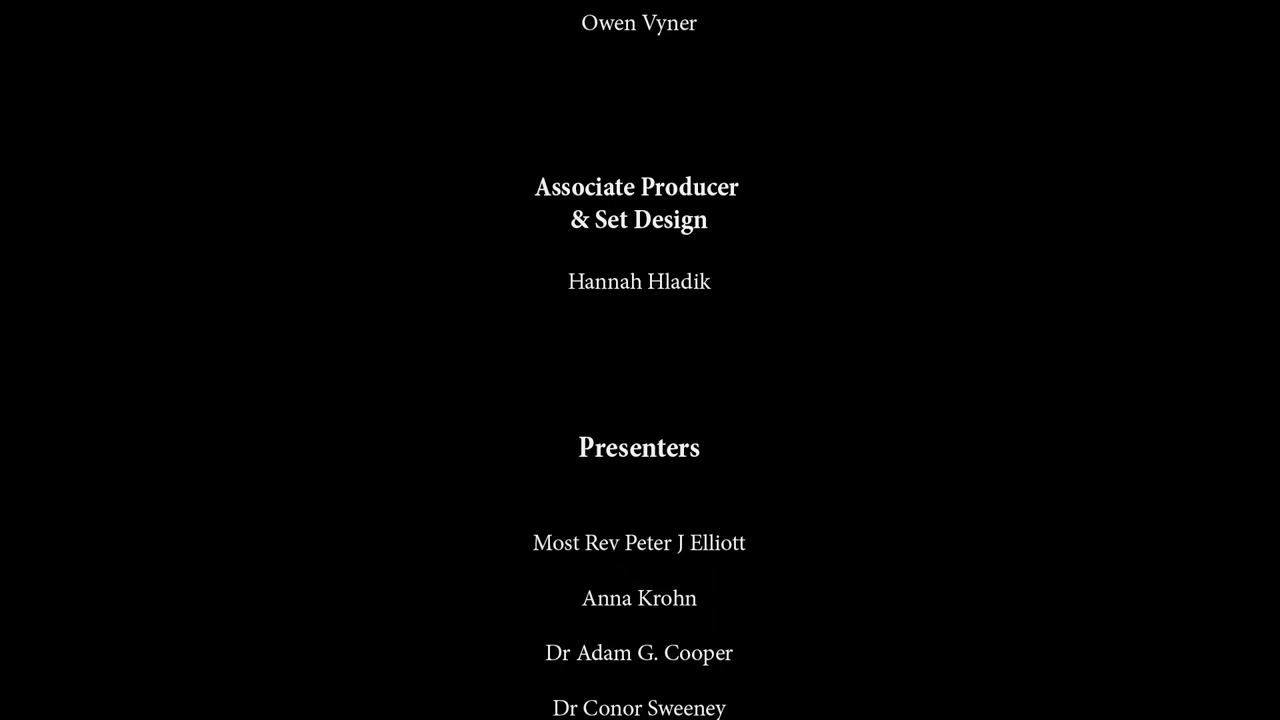 Owen Vyner
Associate Producer
& Set Design
Hannah Hladik
Presenters
Most Rev Peter J Elliott
Anna Krohn
Dr Adam G. Cooper
Dr Conor Sweeney